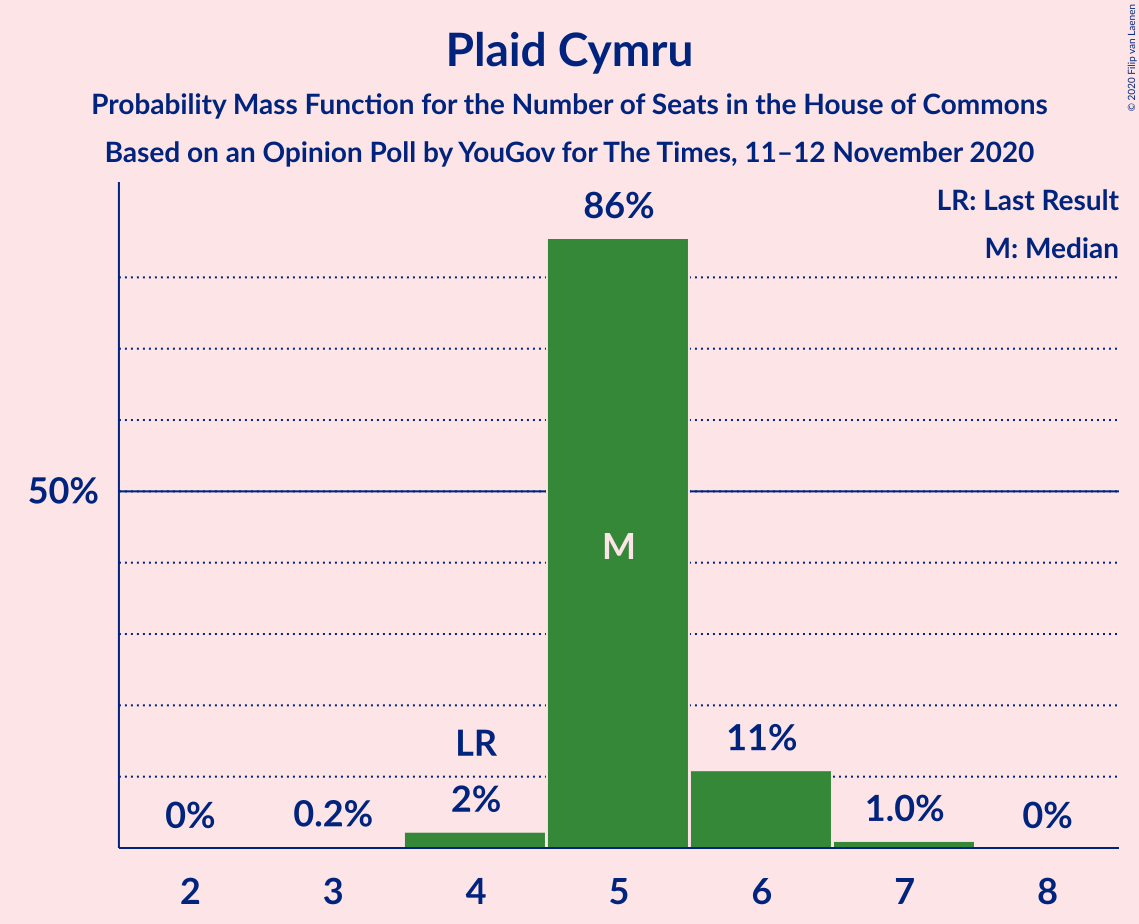 Plaid Cymru
Probability Mass Function for the Number of Seats in the House of Commons
Based on an Opinion Poll by YouGov for The Times, 11–12 November 2020
© 2020 Filip van Laenen
LR: Last Result
M: Median
86%
50%
M
LR
11%
2%
0%
0.2%
1.0%
0%
2 3 4 5 6 7 8